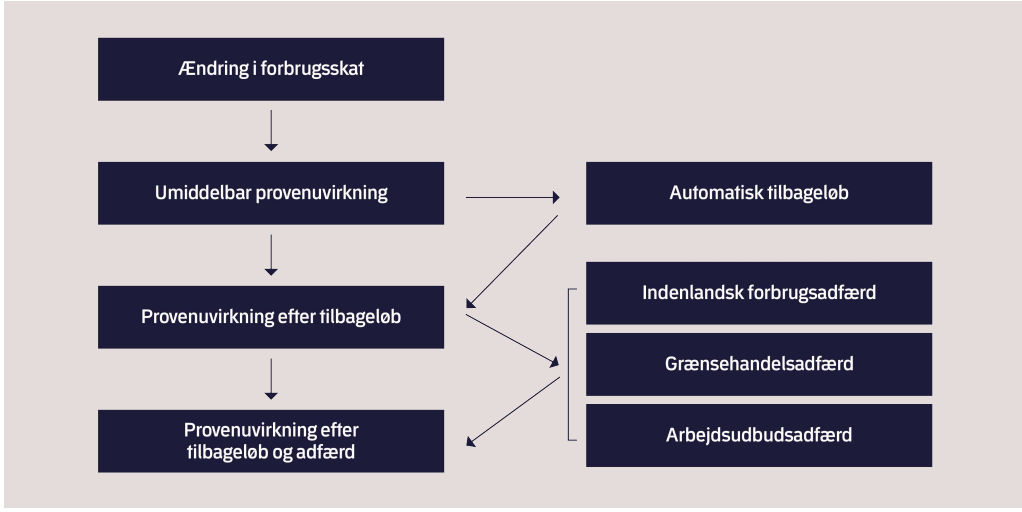 Ændring i forbrugsskat
Umiddelbar provenuvirkning
Automatisk tilbageløb
Provenuvirkning efter tilbageløb
Indenlandsk forbrugsadfærd
Grænsehandelsadfærd
Provenuvirkning efter
tilbageløb og adfærd
Arbejdsudbudsadfærd